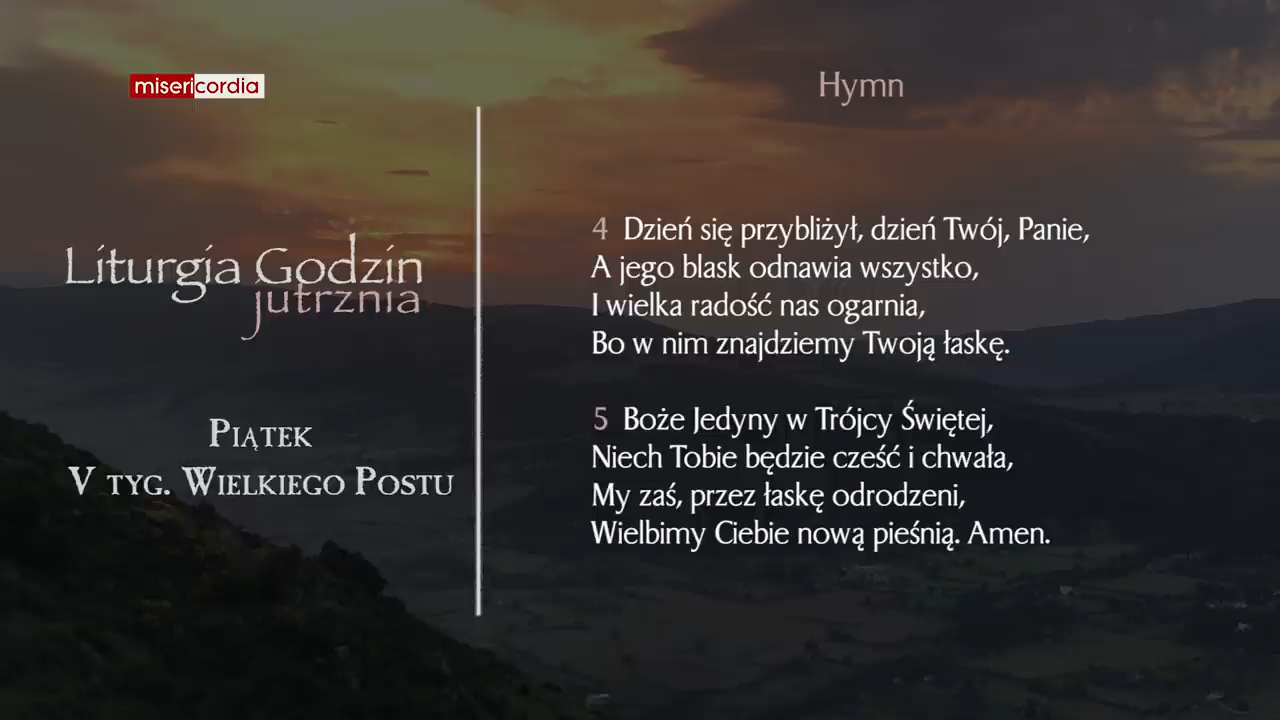 misericordia
Liturgia Godzin
jutrznia
Piątek
V tyg. Wielkiego Postu
Hymn
4 Dzień się przybliżył, dzień Twój, Panie,
A jego blask odnawia wszystko,
I wielka radość nas ogarnia,
Bo w nim znajdziemy Twoją łaskę.
5 Boże Jedyny w Trójcy Świętej,
Niech Tobie będzie cześć i chwała,
My zaś, przez łaskę odrodzeni,
Wielbimy Ciebie nową pieśnią. Amen.